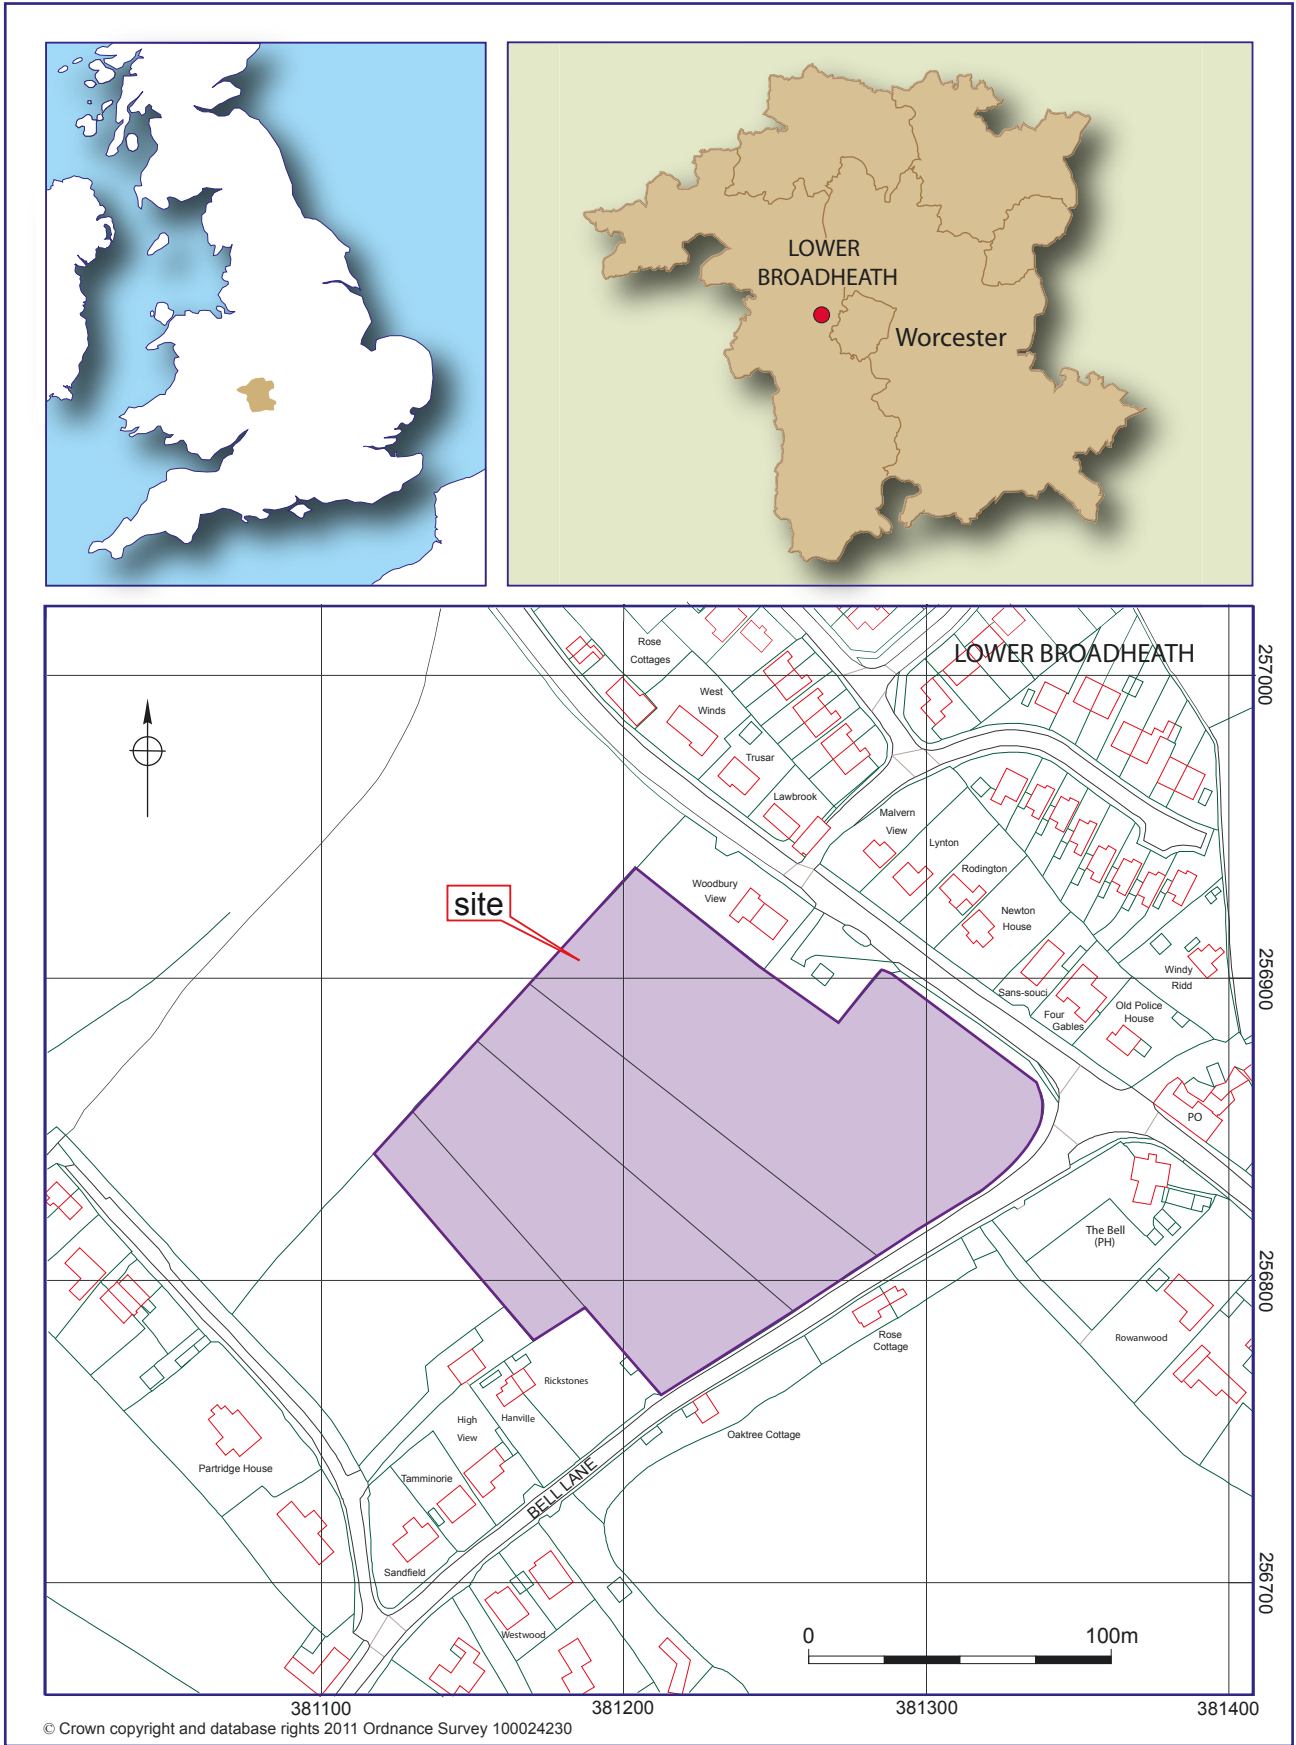 LOWER
BROADHEATH
Worcester
LOWER BROADHEATH
Rose
Cottages
West
Winds
Trusar
Lawbrook
257000
Malvern
View
Lynton
Rodington
Newton
House
Woodbury
View
site
Windy
Ridd
Sans-souci
Four
Gables
Old Police
House
256900
PO
The Bell
(PH)
256800
Rowanwood
Rose
Cottage
Rickstones
Hanville
High
View
Oaktree Cottage
Partridge House
Tamminorie
BELL LANE
Sandfield
256700
Westwood
0 100m
381100 381200 381300 381400
© Crown copyright and database rights 2011 Ordnance Survey 100024230